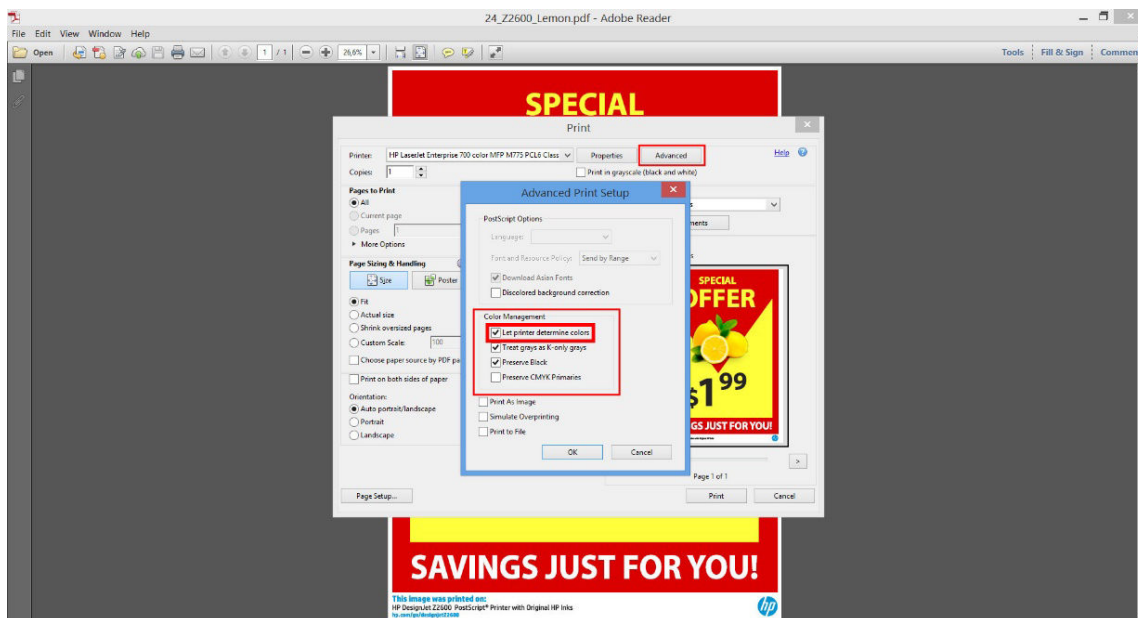 24_Z2600_Lemon.pdf - Adobe Reader
File Edit View Window Help
Open 1 / 1 26,6% Tools Fill & Sign Commen
SPECIAL
Print
Printer: HP LaserJet Enterprise 700 color MFP M775 PCL6 Class Properties Advanced Help
Copies: 1 Print in grayscale (black and white)
Pages to Print
All
Current page
Pages 1
More Options
Page Sizing & Handling
Size Poster
Fit
Actual size
Shrink oversized pages
Custom Scale: 100
Choose paper source by PDF pa
Print on both sides of paper
Orientation:
Auto portrait/landscape
Portrait
Landscape
Page Setup...
Advanced Print Setup
PostScript Options
Language:
Font and Resource Policy: Send by Range
Download Asian Fonts
Discolored background correction
Color Management
Let printer determine colors
Treat grays as K-only grays
Preserve Black
Preserve CMYK Primaries
Print As Image
Simulate Overprinting
Print to File
OK Cancel
s
ments
s
SPECIAL
OFFER
$1 99
GS JUST FOR YOU!
>
Page 1 of 1
Print Cancel
SAVINGS JUST FOR YOU!
This image was printed on:
HP DesignJet Z2600 PostScript® Printer with Original HP Inks
hp.com/go/designjetZ2600
hp